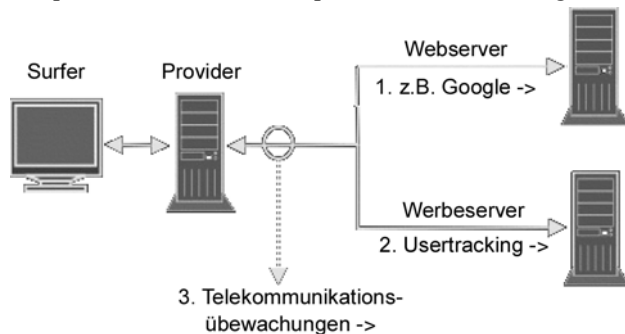 Webserver
Surfer
Provider
1. z.B. Google ->
Werbeserver
2. Usertracking ->
3. Telekommunikations-
übewachungen ->